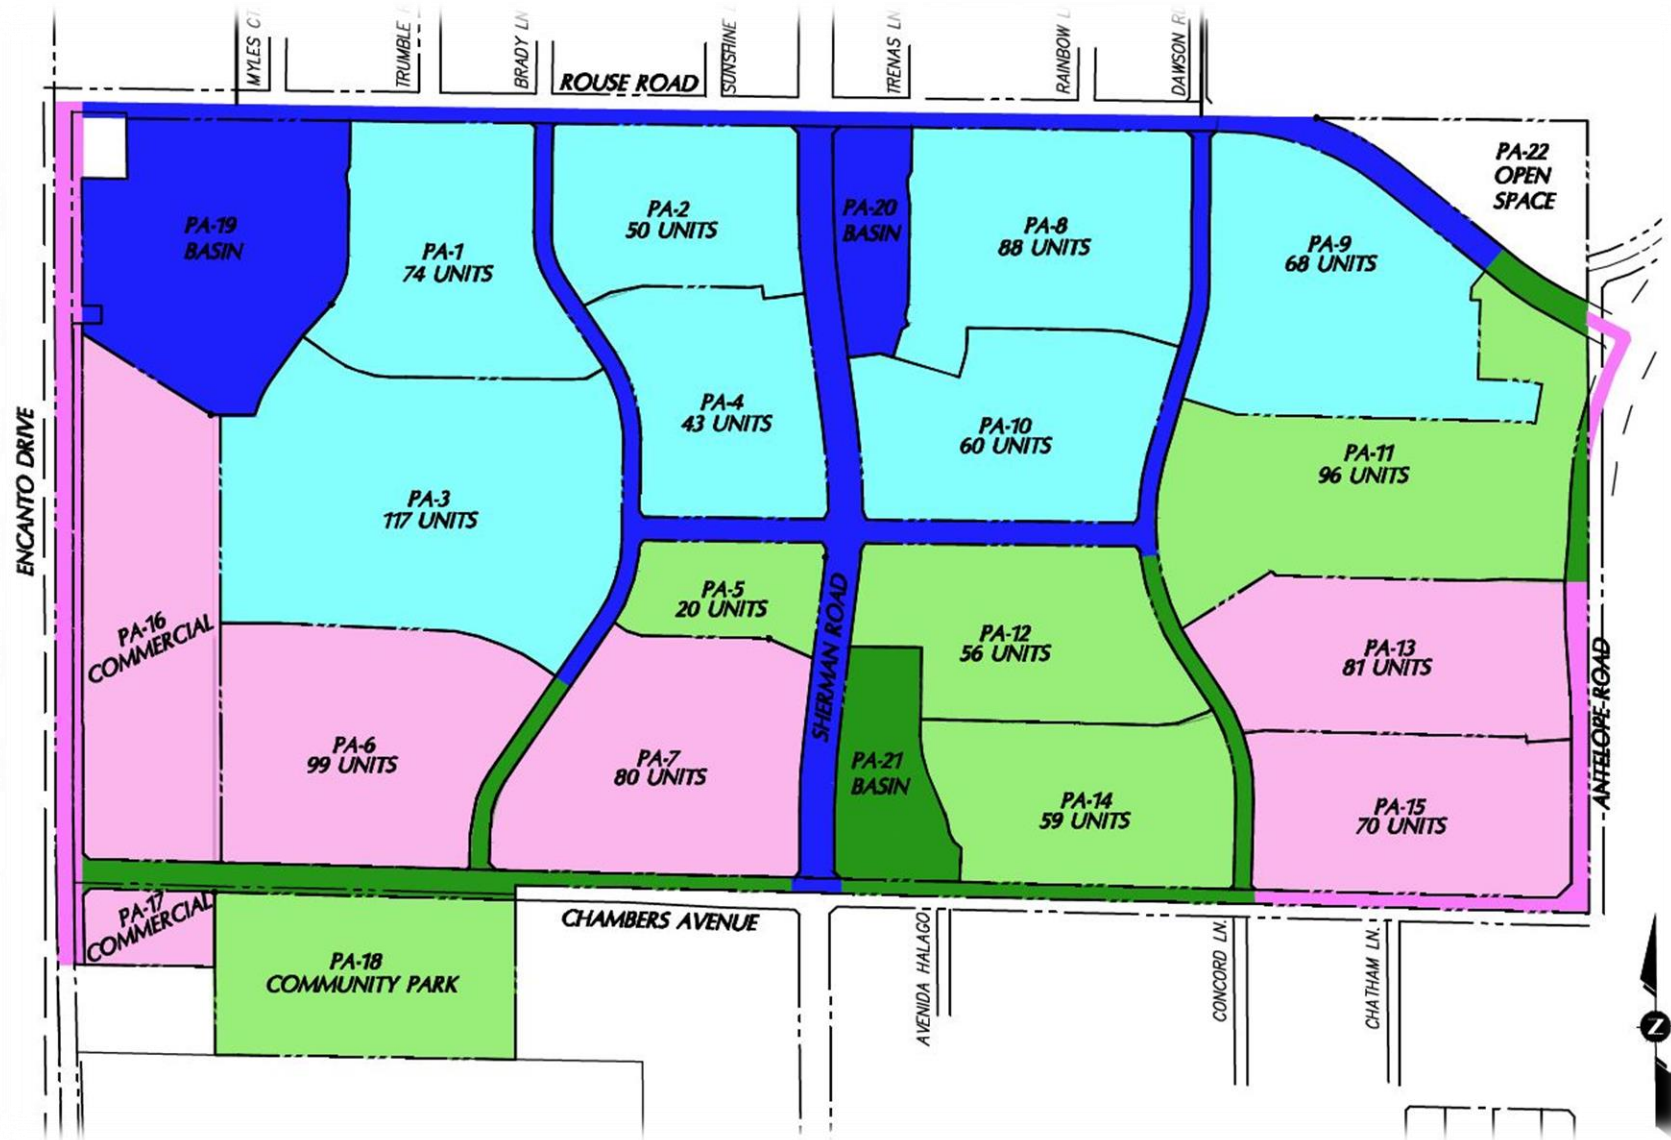 MYLES CT.
TRUMBLE
BRADY LN
SUNSHINE
TRENAS LN
RAINBOW
DAWSON RD
ROUSE ROAD
PA-22
OPEN
SPACE
PA-19
BASIN
PA-1
74 UNITS
PA-2
50 UNITS
PA-20
BASIN
PA-8
88 UNITS
PA-9
68 UNITS
PA-4
43 UNITS
PA-10
60 UNITS
PA-11
96 UNITS
ENCANTO DRIVE
PA-3
117 UNITS
PA-5
20 UNITS
SHERMAN ROAD
PA-12
56 UNITS
PA-13
81 UNITS
PA-16
COMMERCIAL
ANTELOPE ROAD
PA-6
99 UNITS
PA-7
80 UNITS
PA-21
BASIN
PA-14
59 UNITS
PA-15
70 UNITS
PA-17
COMMERCIAL
CHAMBERS AVENUE
PA-18
COMMUNITY PARK
AVENIDA HALAGO
CONCORD LN.
CHATHAM LN.
Z